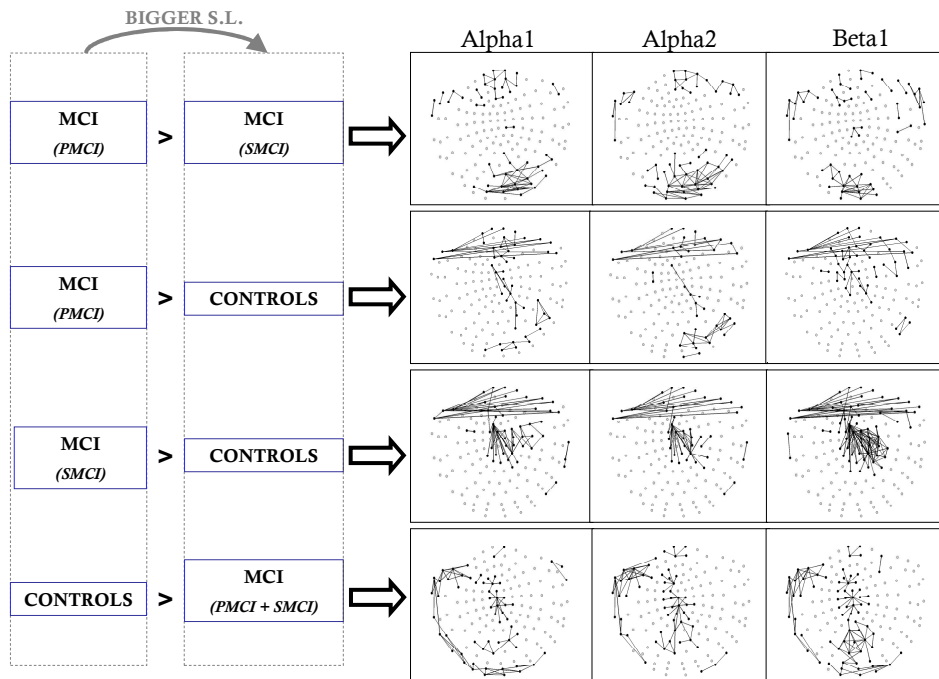 BIGGER S.L.
Alpha1 Alpha2 Beta1
MCI > MCI
(PMCI) (SMCI)
MCI > CONTROLS
(PMCI)
MCI > CONTROLS
(SMCI)
CONTROLS > MCI
(PMCI + SMCI)